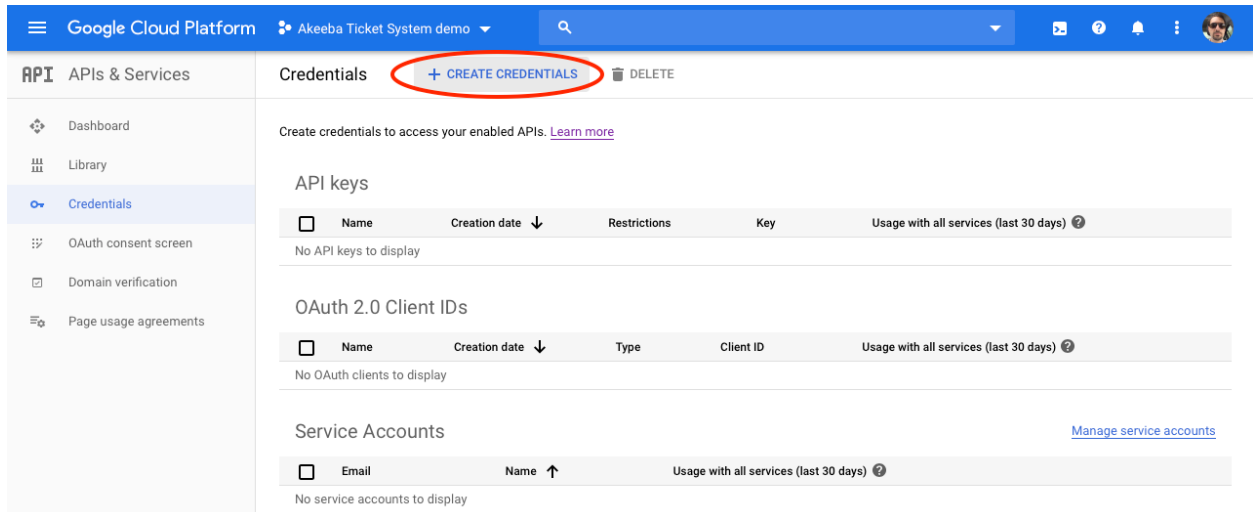 Google Cloud Platform Akeeba Ticket System demo
API APIs & Services Credentials + CREATE CREDENTIALS DELETE
Dashboard
Library
Credentials
OAuth consent screen
Domain verification
Page usage agreements
Create credentials to access your enabled APIs. Learn more
API keys
Name Creation date Restrictions Key Usage with all services (last 30 days)
No API keys to display
OAuth 2.0 Client IDs
Name Creation date Type Client ID Usage with all services (last 30 days)
No OAuth clients to display
Service Accounts Manage service accounts
Email Name Usage with all services (last 30 days)
No service accounts to display